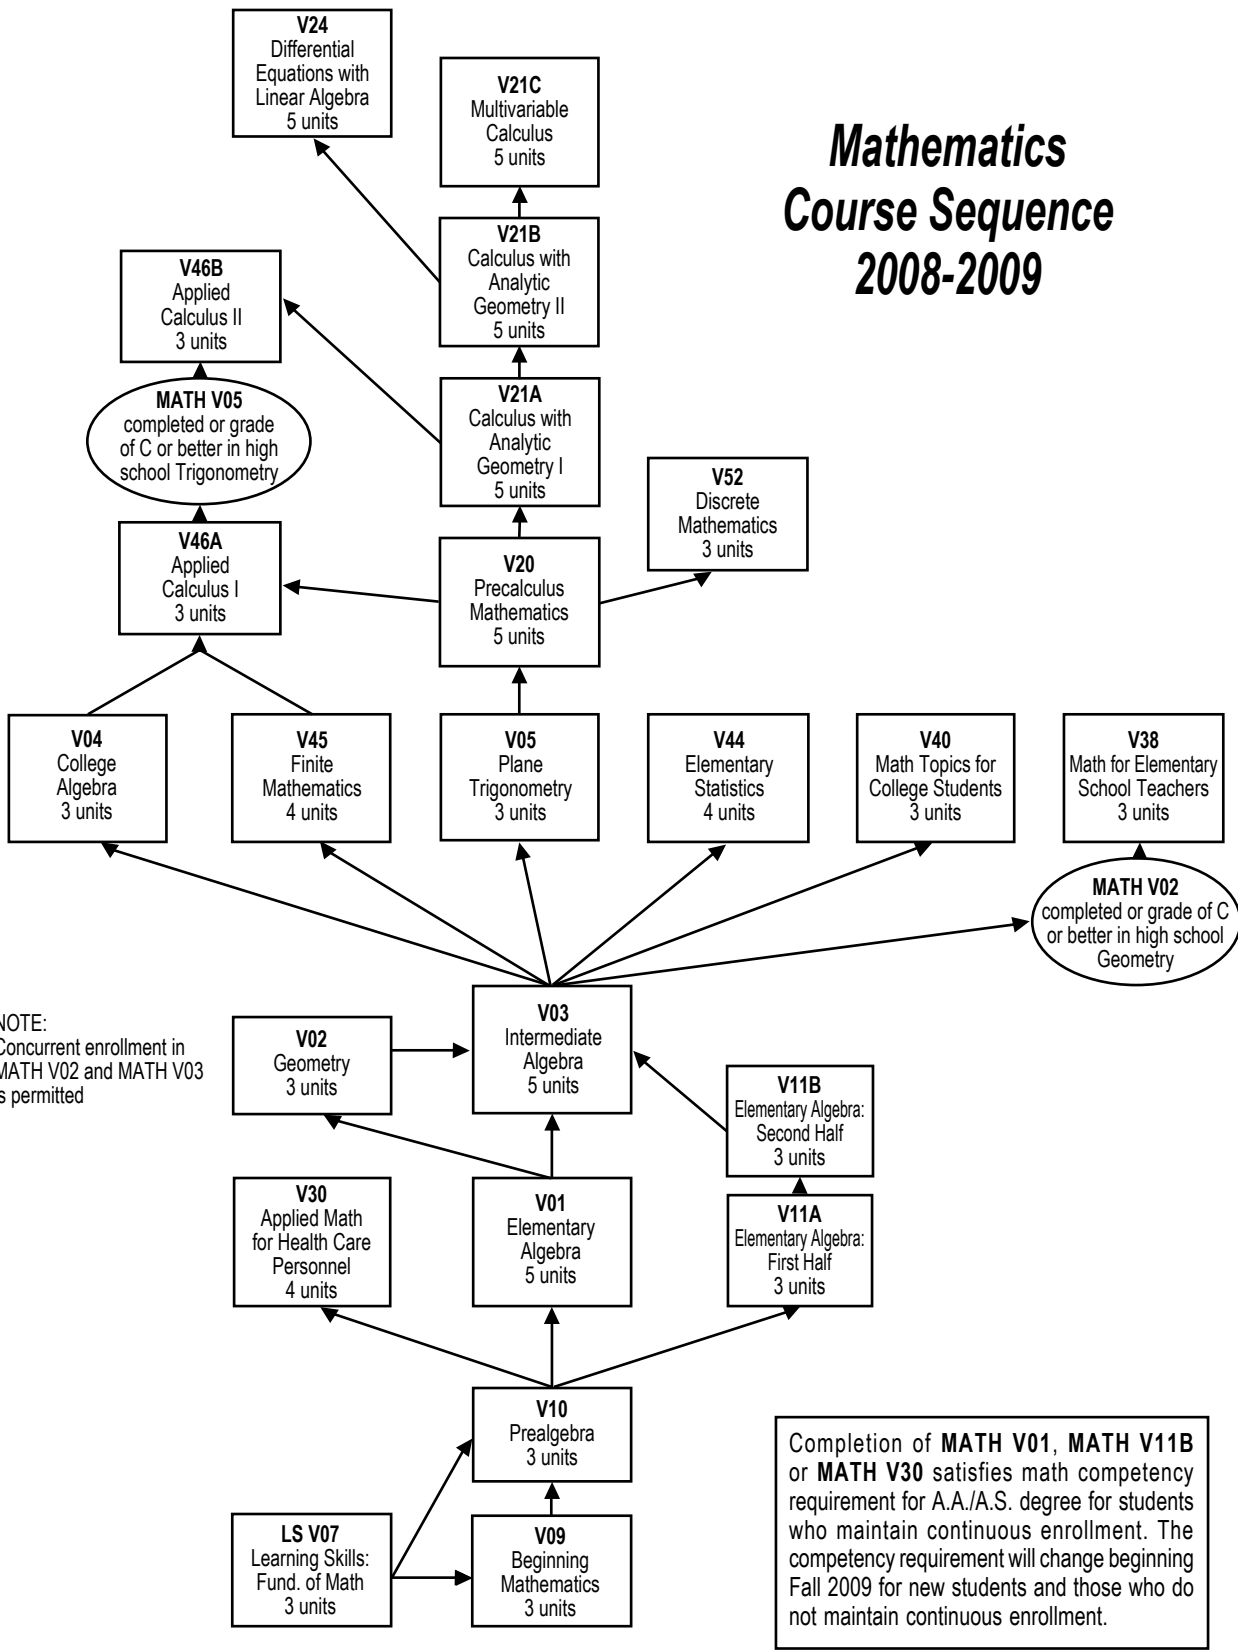 Mathematics
Course Sequence
2008-2009
V24
Differential
Equations with
Linear Algebra
5 units
V21C
Multivariable
Calculus
5 units
V21B
Calculus with
Analytic
Geometry II
5 units
V46B
Applied
Calculus II
3 units
MATH V05
completed or grade
of C or better in high
school Trigonometry
V21A
Calculus with
Analytic
Geometry I
5 units
V52
Discrete
Mathematics
3 units
V46A
Applied
Calculus I
3 units
V20
Precalculus
Mathematics
5 units
V04
College
Algebra
3 units
V45
Finite
Mathematics
4 units
V05
Plane
Trigonometry
3 units
V44
Elementary
Statistics
4 units
V40
Math Topics for
College Students
3 units
V38
Math for Elementary
School Teachers
3 units
MATH V02
completed or grade of C
or better in high school
Geometry
NOTE:
Concurrent enrollment in
MATH V02 and MATH V03
is permitted
V02
Geometry
3 units
V03
Intermediate
Algebra
5 units
V11B
Elementary Algebra:
Second Half
3 units
V30
Applied Math
for Health Care
Personnel
4 units
V01
Elementary
Algebra
5 units
V11A
Elementary Algebra:
First Half
3 units
V10
Prealgebra
3 units
LS V07
Learning Skills:
Fund. of Math
3 units
V09
Beginning
Mathematics
3 units
Completion of MATH V01, MATH V11B
or MATH V30 satisfies math competency
requirement for A.A./A.S. degree for students
who maintain continuous enrollment. The
competency requirement will change beginning
Fall 2009 for new students and those who do
not maintain continuous enrollment.